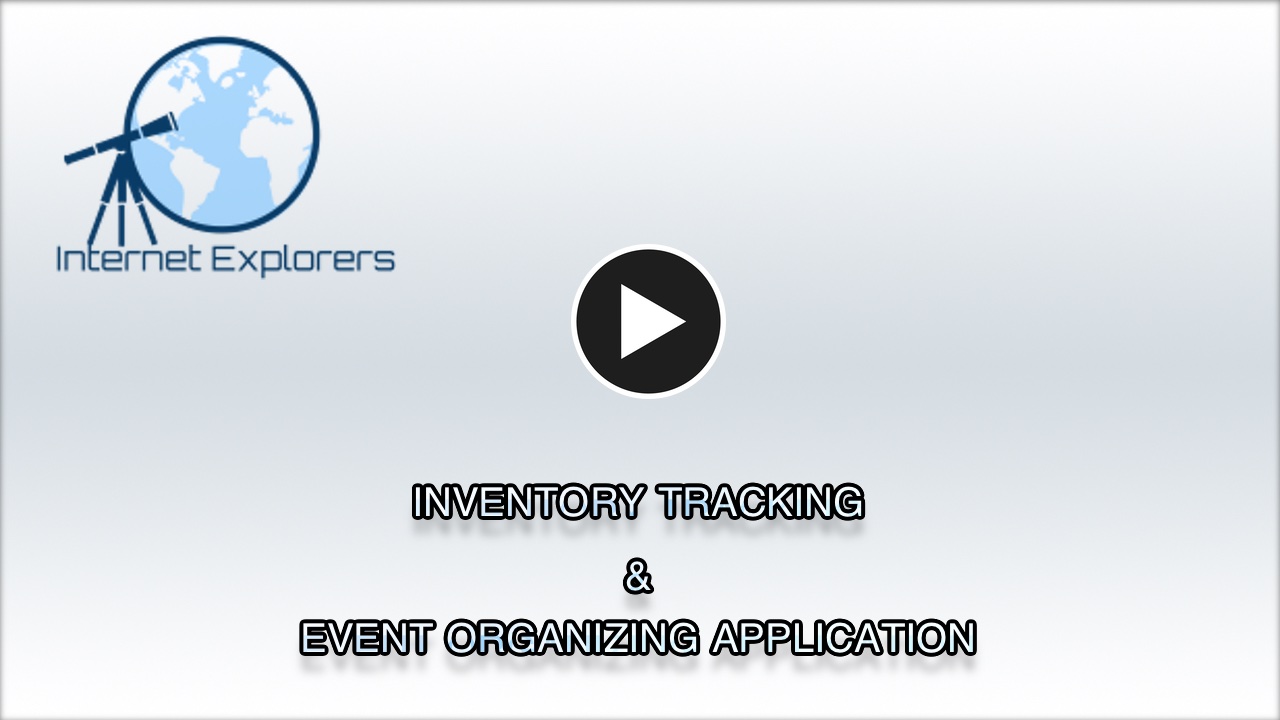 Internet Explorers
INVENTORY TRACKING
&
EVENT ORGANIZING APPLICATION